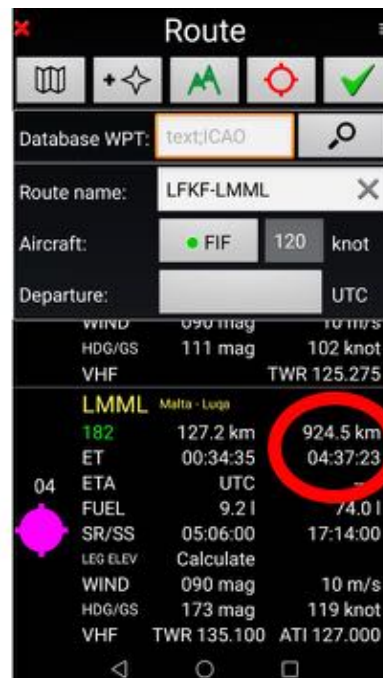 Route
Database WPT: text;ICAO
Route name: LFKF-LMML
Aircraft: FIF 120 knot
Departure: UTC
WIND 090 mag 10 m/s
HDG/GS 111 mag 102 knot
VHF TWR 125.275
LMML Malta - Luqa
182 127.2 km 924.5 km
ET 00:34:35 04:37:23
04 ETA UTC --
FUEL 9.2 l 74.0 l
SR/SS 05:06:00 17:14:00
LEG ELEV Calculate
WIND 090 mag 10 m/s
HDG/GS 173 mag 119 knot
VHF TWR 135.100 ATI 127.000